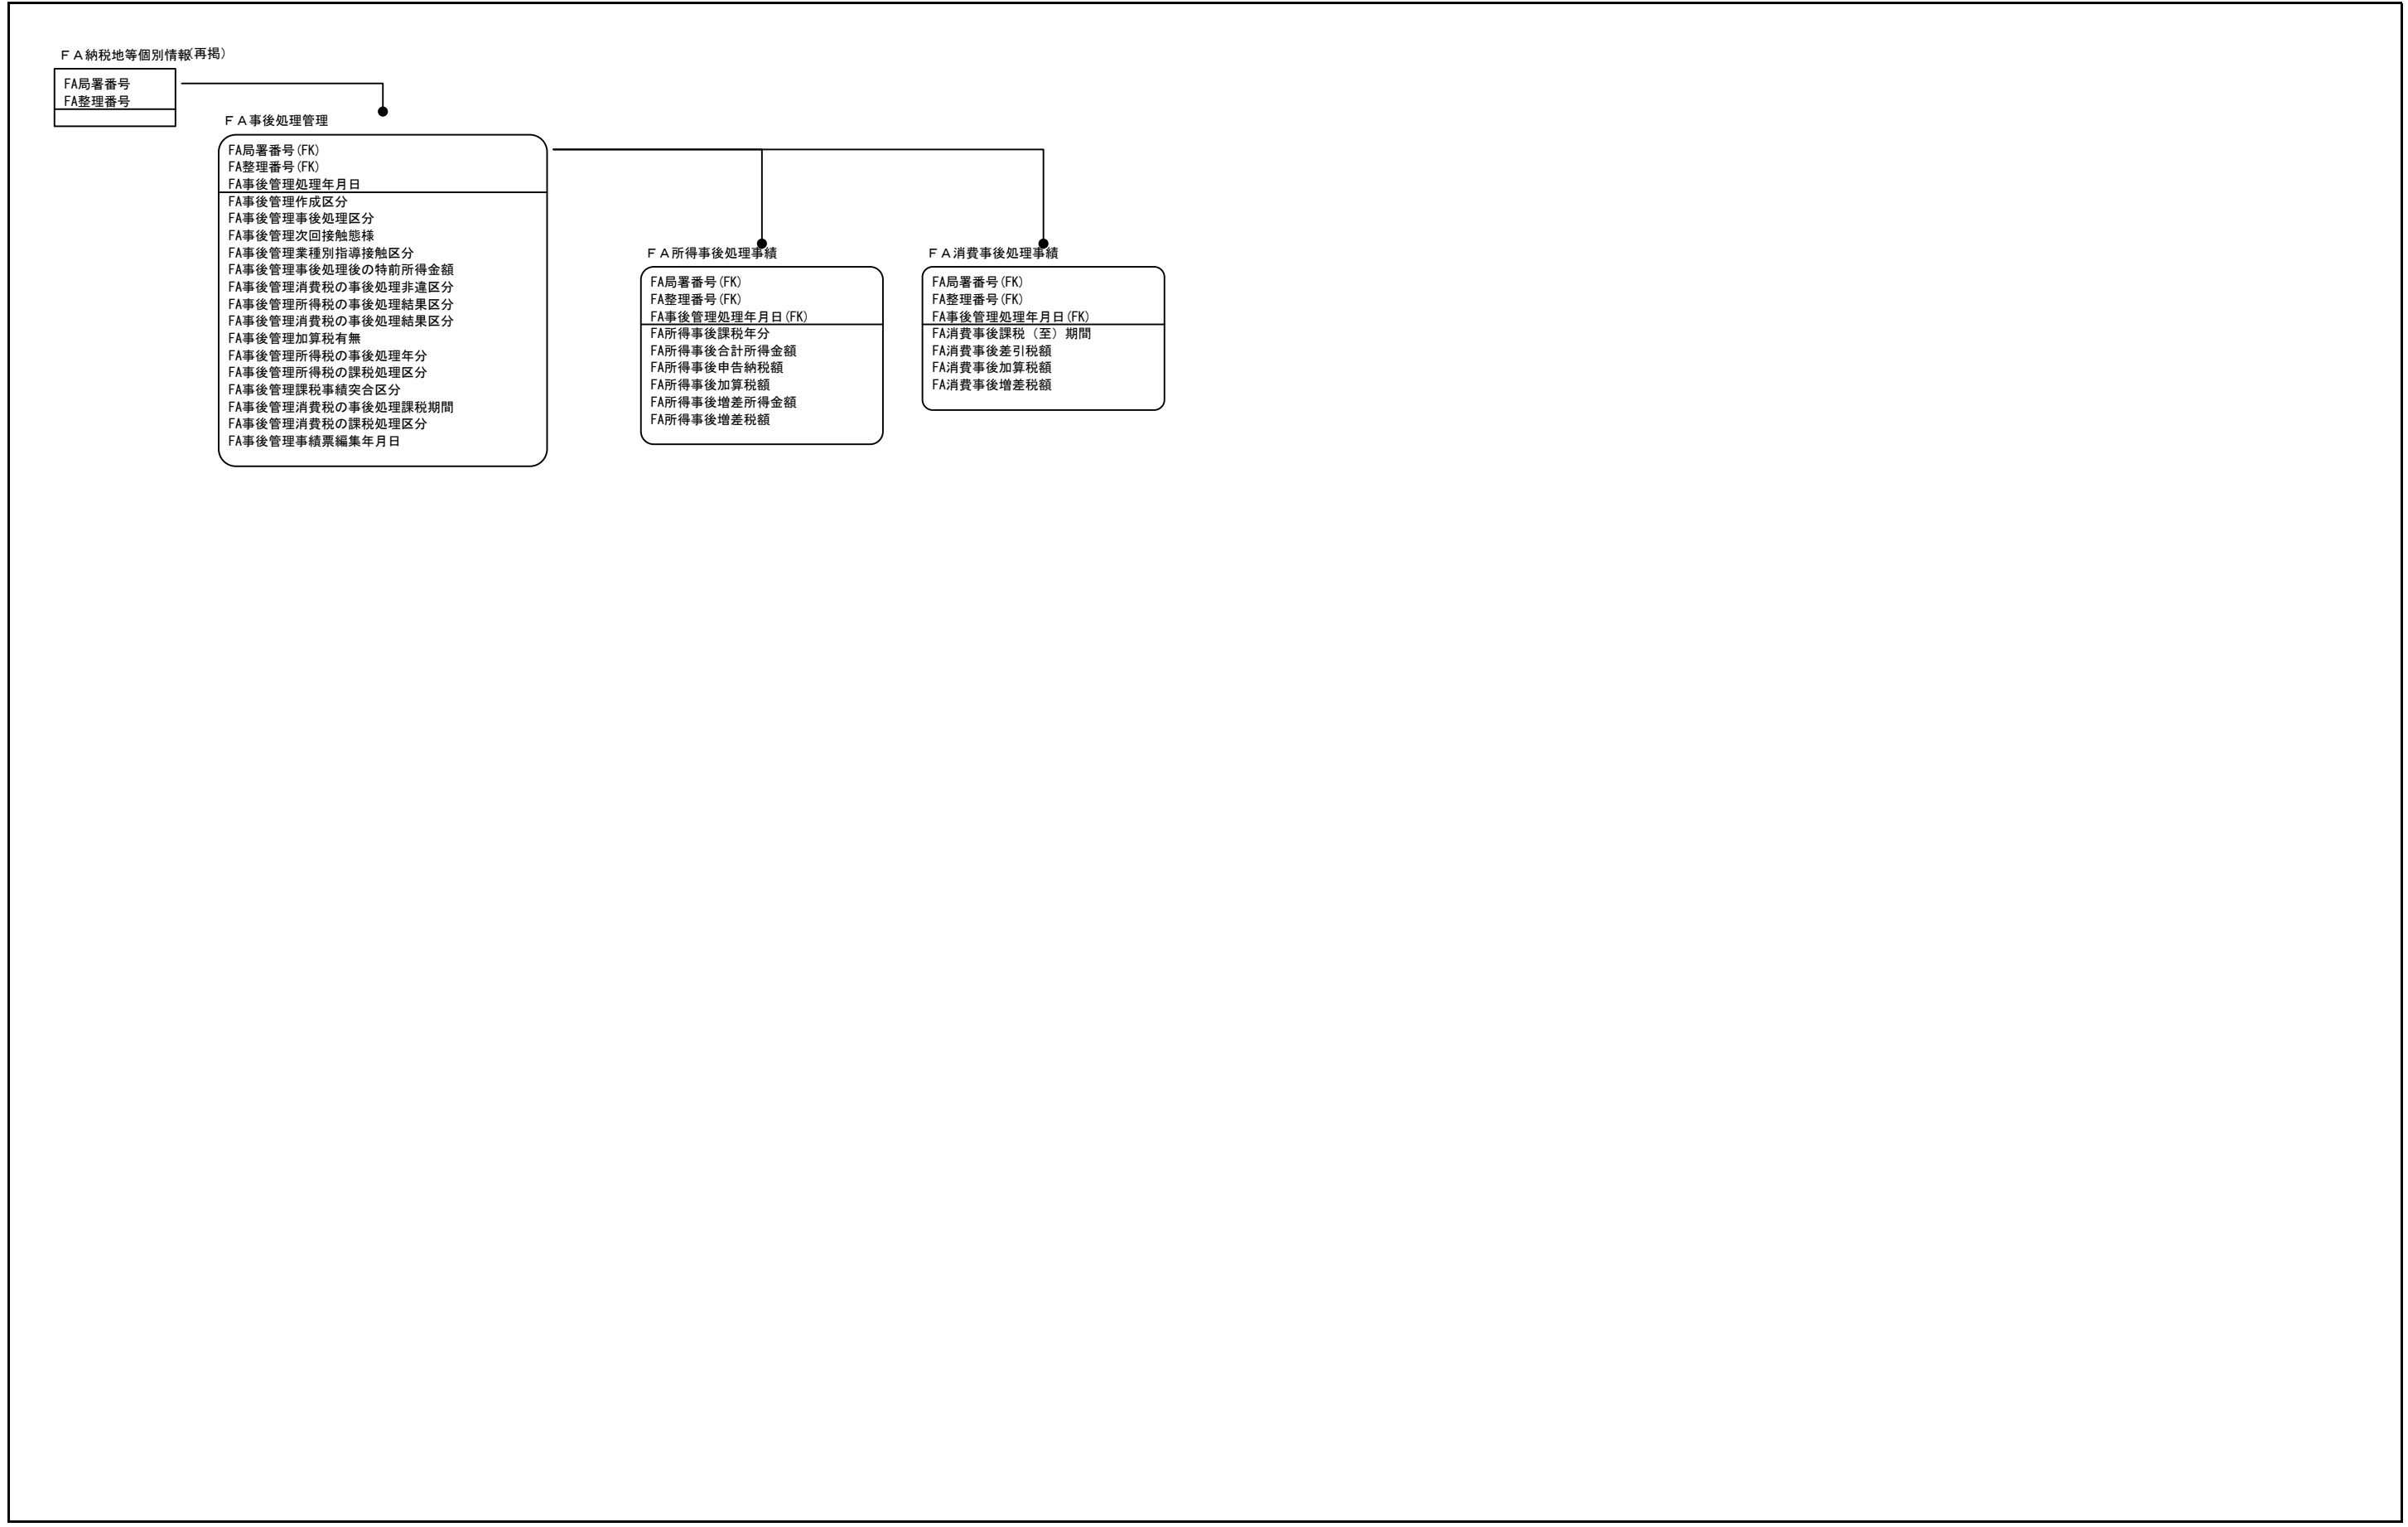 ＦＡ納税地等個別情報(再掲)
FA局署番号
FA整理番号
ＦＡ事後処理管理
FA局署番号(FK)
FA整理番号(FK)
FA事後管理処理年月日
FA事後管理作成区分
FA事後管理事後処理区分
FA事後管理次回接触態様
FA事後管理業種別指導接触区分
FA事後管理事後処理後の特前所得金額
FA事後管理消費税の事後処理非違区分
FA事後管理所得税の事後処理結果区分
FA事後管理消費税の事後処理結果区分
FA事後管理加算税有無
FA事後管理所得税の事後処理年分
FA事後管理所得税の課税処理区分
FA事後管理課税事績突合区分
FA事後管理消費税の事後処理課税期間
FA事後管理消費税の課税処理区分
FA事後管理事績票編集年月日
ＦＡ所得事後処理事績
FA局署番号(FK)
FA整理番号(FK)
FA事後管理処理年月日(FK)
FA所得事後課税年分
FA所得事後合計所得金額
FA所得事後申告納税額
FA所得事後加算税額
FA所得事後増差所得金額
FA所得事後増差税額
ＦＡ消費事後処理事績
FA局署番号(FK)
FA整理番号(FK)
FA事後管理処理年月日(FK)
FA消費事後課税（至）期間
FA消費事後差引税額
FA消費事後加算税額
FA消費事後増差税額